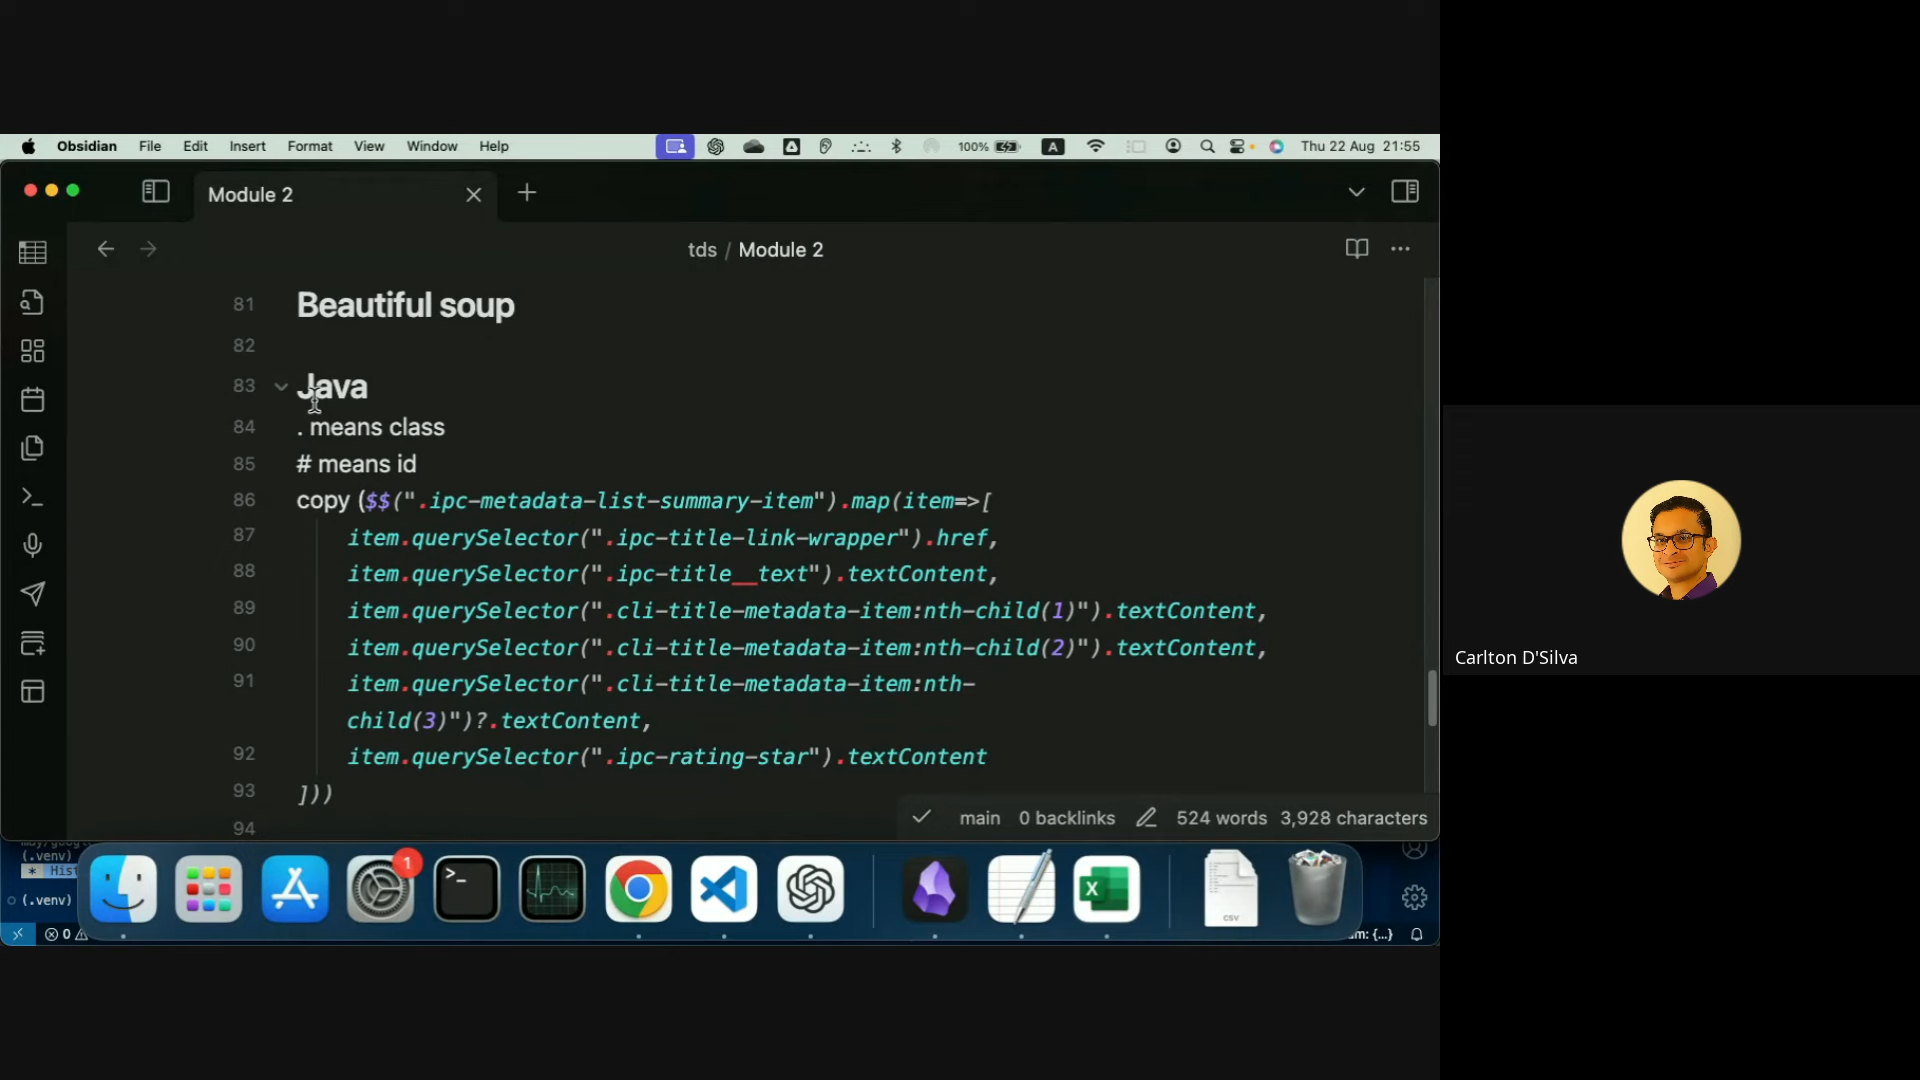 Obsidian File Edit Insert Format View Window Help 100% A Thu 22 Aug 21:55
Module 2
tds / Module 2
81 Beautiful soup
82
83 Java
84 . means class
85 # means id
86 copy ($$(".ipc-metadata-list-summary-item").map(item=>[
87 item.querySelector(".ipc-title-link-wrapper").href,
88 item.querySelector(".ipc-title__text").textContent,
89 item.querySelector(".cli-title-metadata-item:nth-child(1)").textContent,
90 item.querySelector(".cli-title-metadata-item:nth-child(2)").textContent,
91 item.querySelector(".cli-title-metadata-item:nth-
child(3)")?.textContent,
92 item.querySelector(".ipc-rating-star").textContent
93 ]))
94
main 0 backlinks 524 words 3,928 characters
Carlton D'Silva
(.venv)
* Hist
(.venv)
1
>_
X
CSV
0
{...}